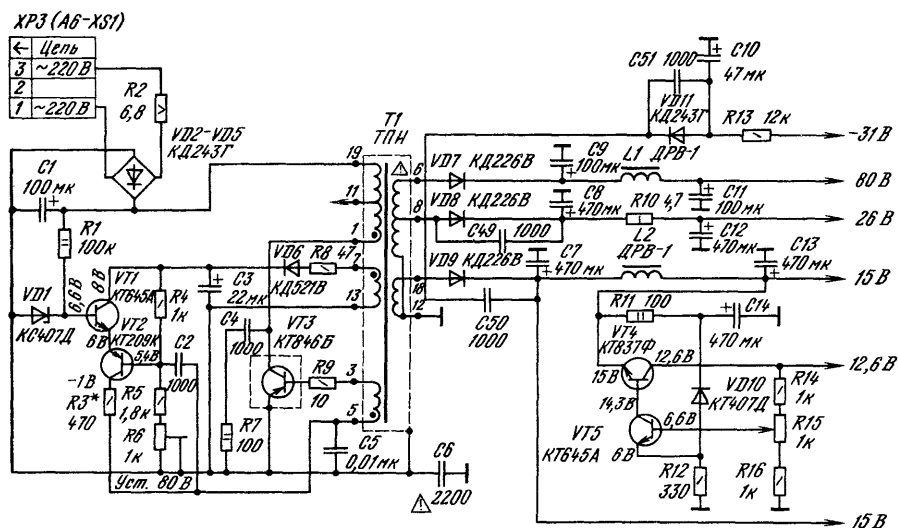 XP3 (A6-XS1)
← Цепь
3 ~220 В
2
1 ~220 В
R2
6,8
VD2-VD5
КД243Г
C1
100 мк
R1
100к
19
11
1
T1
ТПН
VD6
КД521В
R8 47
7
13
C3
22 мк
VT1
КТ645А
6,6В
8В
VD1
КС407Д
6В
R4
1к
VT2
КТ209К
5,4В
C2
1000
-1В
R3*
470
R5
1,8к
R6
1к
Уст. 80В
C4
1000
VT3
КТ846Б
R7
100
R9
10
3
5
C5
0,01мк
C6
2200
6
8
10
12
C51 1000
C10
47 мк
VD11
КД243Г
R13 12к
-31 В
VD7 КД226В
C9
100мк
L1
ДРВ-1
C11
100 мк
80 В
VD8 КД226В
C8
470мк
C49 1000
R10 4,7
C12
470мк
26 В
VD9 КД226В
C7
470 мк
L2
ДРВ-1
C13
470 мк
15 В
C50
1000
R11 100
C14
470 мк
VT4
КТ837Ф
12,6В
15В
12,6 В
14,3В
VD10
КТ407Д
R14
1к
R15
1к
6,6В
VT5
КТ645А
6В
R12
330
R16
1к
15 В